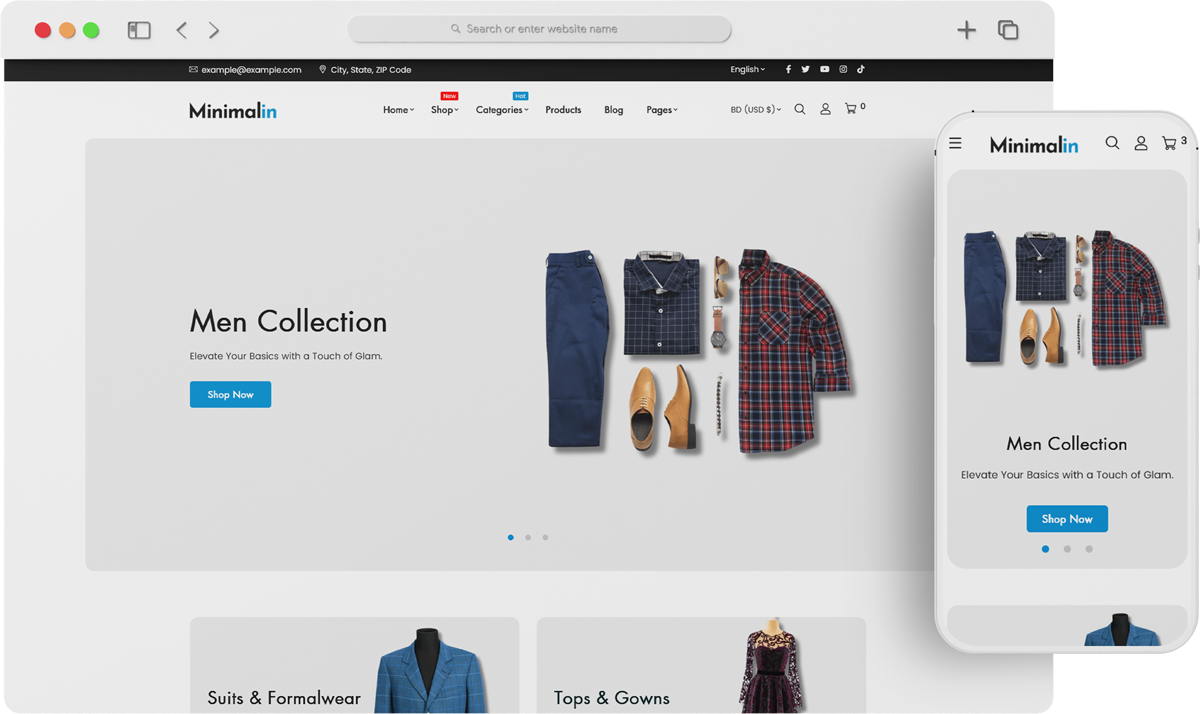 Search or enter website name
example@example.com City, State, ZIP Code English
New Hot
Minimalin Home Shop Categories Products Blog Pages BD (USD $) 0
Men Collection
Elevate Your Basics with a Touch of Glam.
Shop Now
Suits & Formalwear
Tops & Gowns
Minimalin 3
Men Collection
Elevate Your Basics with a Touch of Glam.
Shop Now